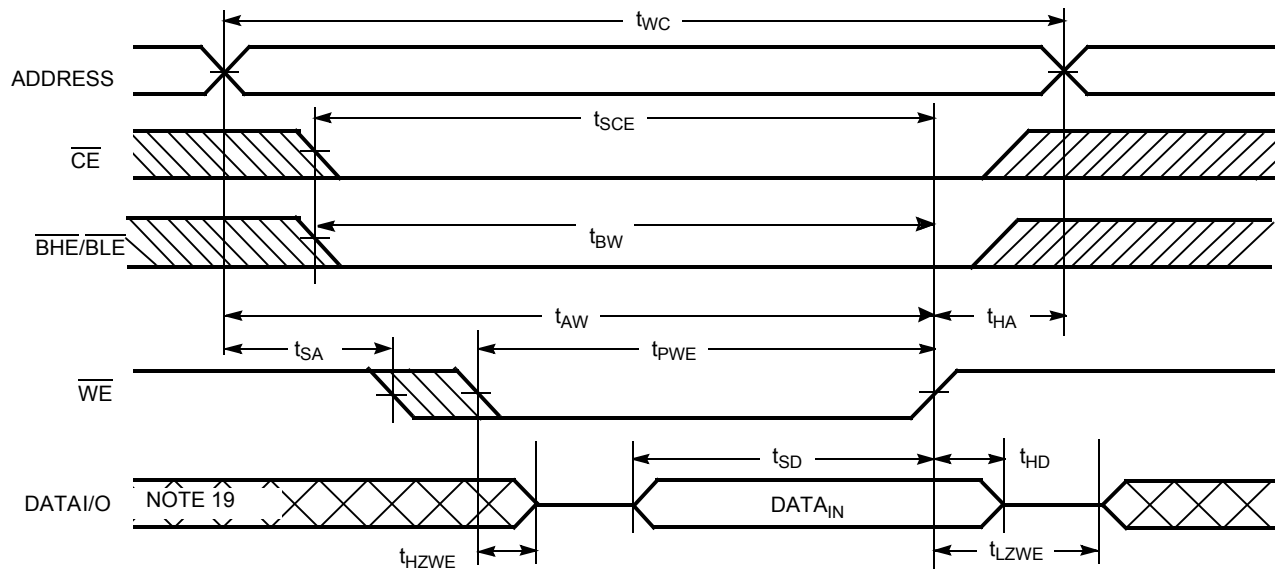 tWC
ADDRESS
tSCE
CE
BHE/BLE
tBW
tAW
tHA
tSA
tPWE
WE
tSD
tHD
DATAI/O
NOTE 19
DATAIN
tHZWE
tLZWE